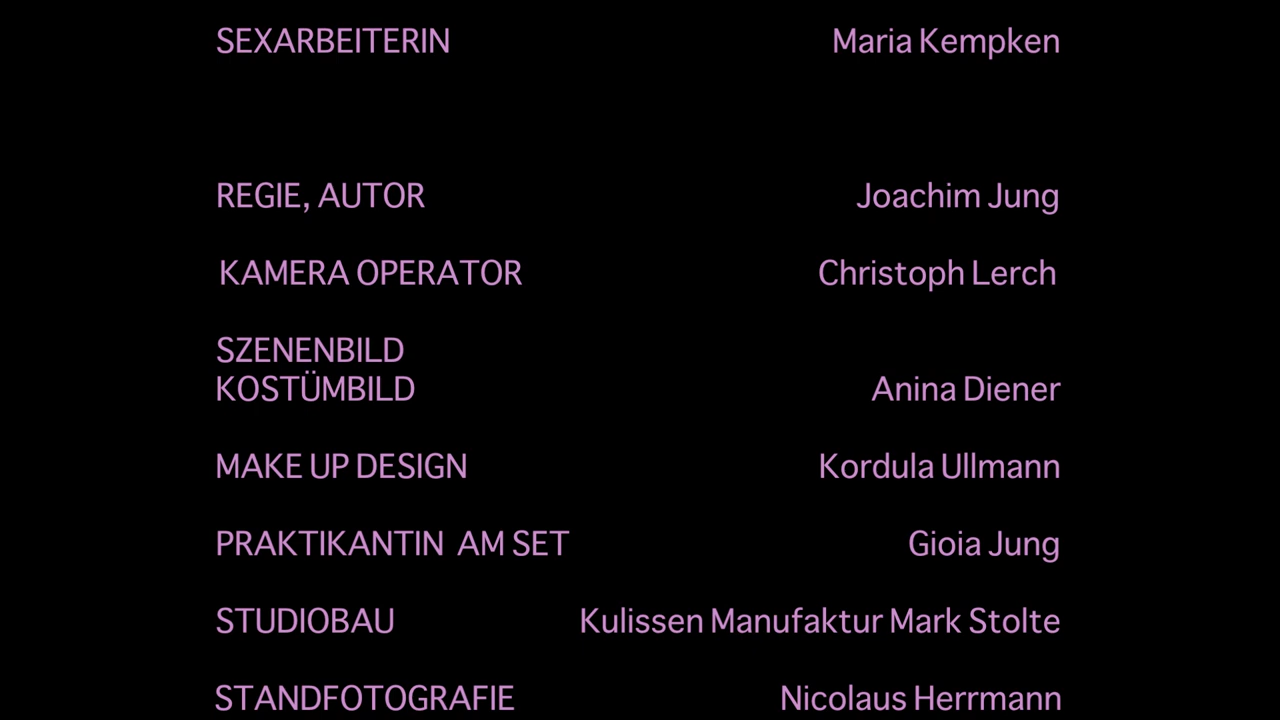 SEXARBEITERIN Maria Kempken
REGIE, AUTOR Joachim Jung
KAMERA OPERATOR Christoph Lerch
SZENENBILD
KOSTÜMBILD Anina Diener
MAKE UP DESIGN Kordula Ullmann
PRAKTIKANTIN AM SET Gioia Jung
STUDIOBAU Kulissen Manufaktur Mark Stolte
STANDFOTOGRAFIE Nicolaus Herrmann